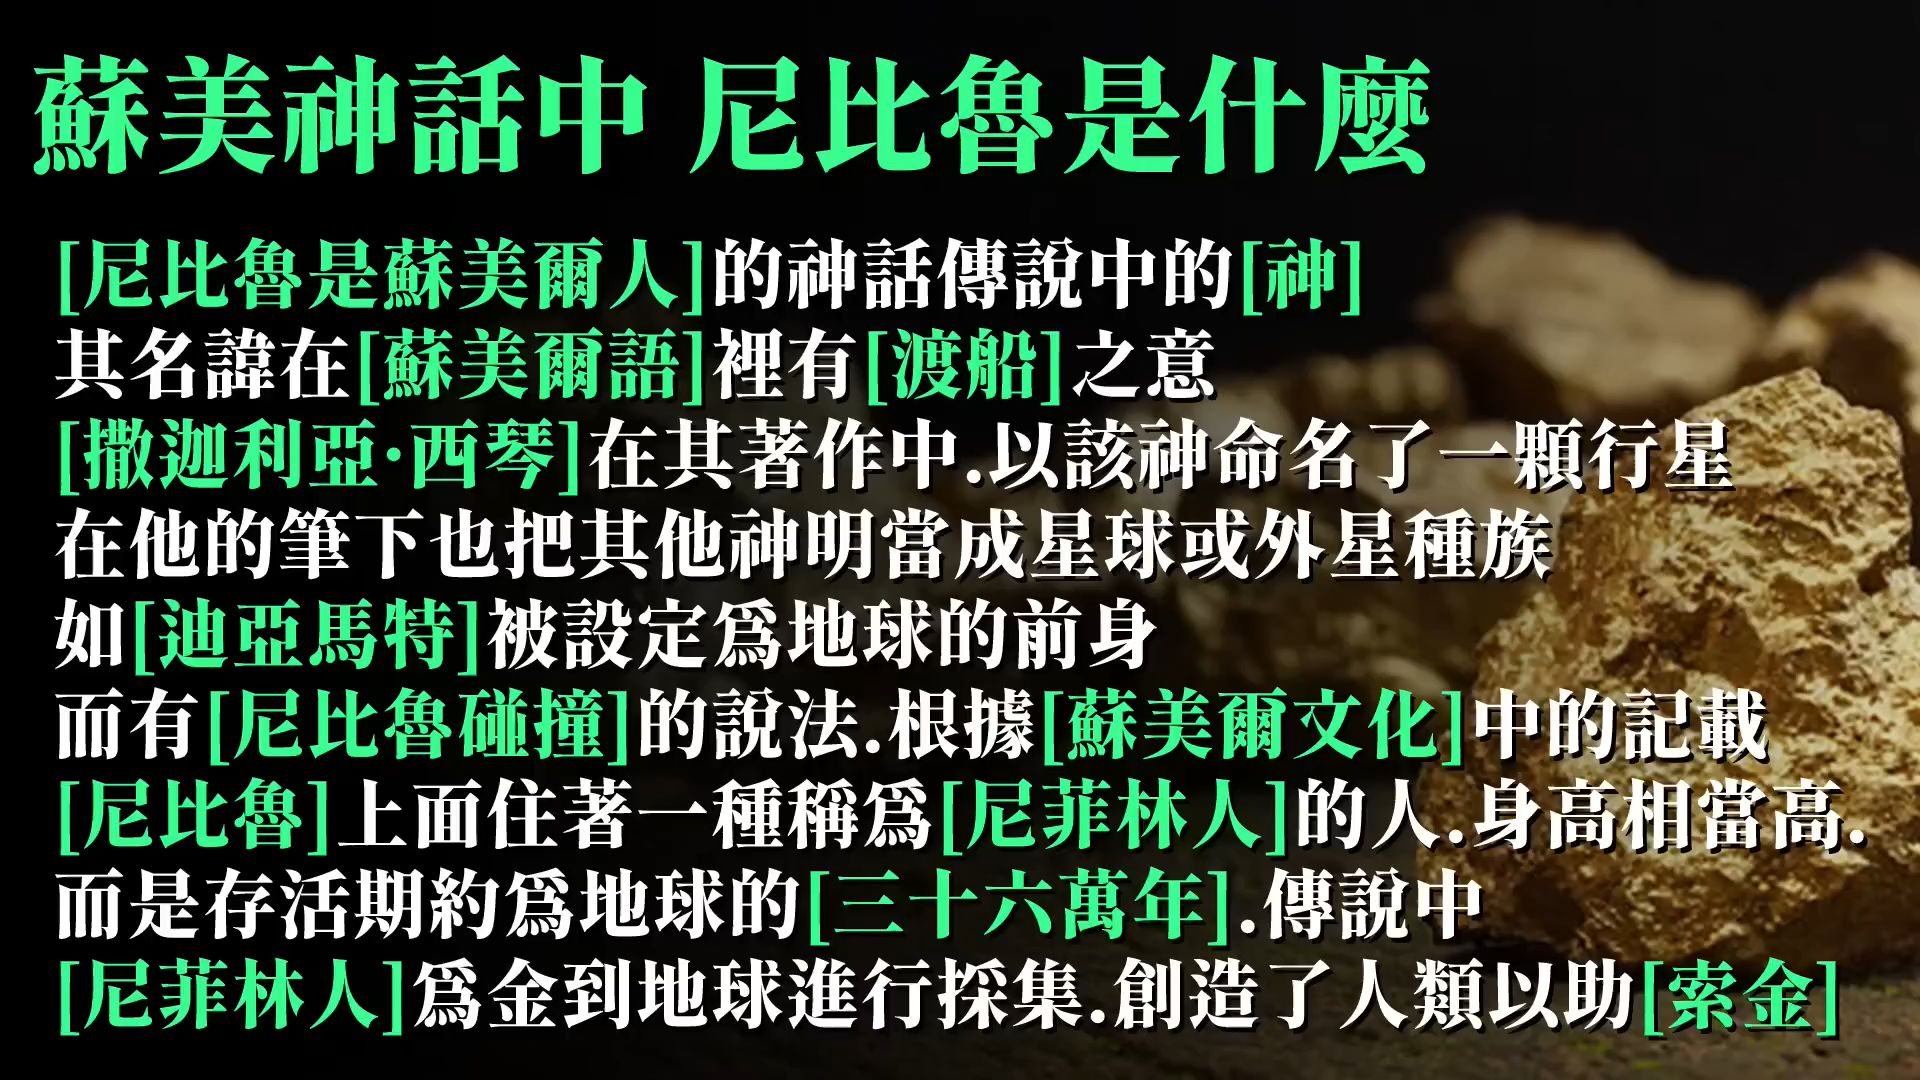 蘇美神話中 尼比魯是什麼
[尼比魯是蘇美爾人]的神話傳說中的[神]
其名諱在[蘇美爾語]裡有[渡船]之意
[撒迦利亞·西琴]在其著作中.以該神命名了一顆行星
在他的筆下也把其他神明當成星球或外星種族
如[迪亞馬特]被設定爲地球的前身
而有[尼比魯碰撞]的說法.根據[蘇美爾文化]中的記載
[尼比魯]上面住著一種稱爲[尼菲林人]的人.身高相當高.
而是存活期約爲地球的[三十六萬年].傳說中
[尼菲林人]爲金到地球進行採集.創造了人類以助[索金]